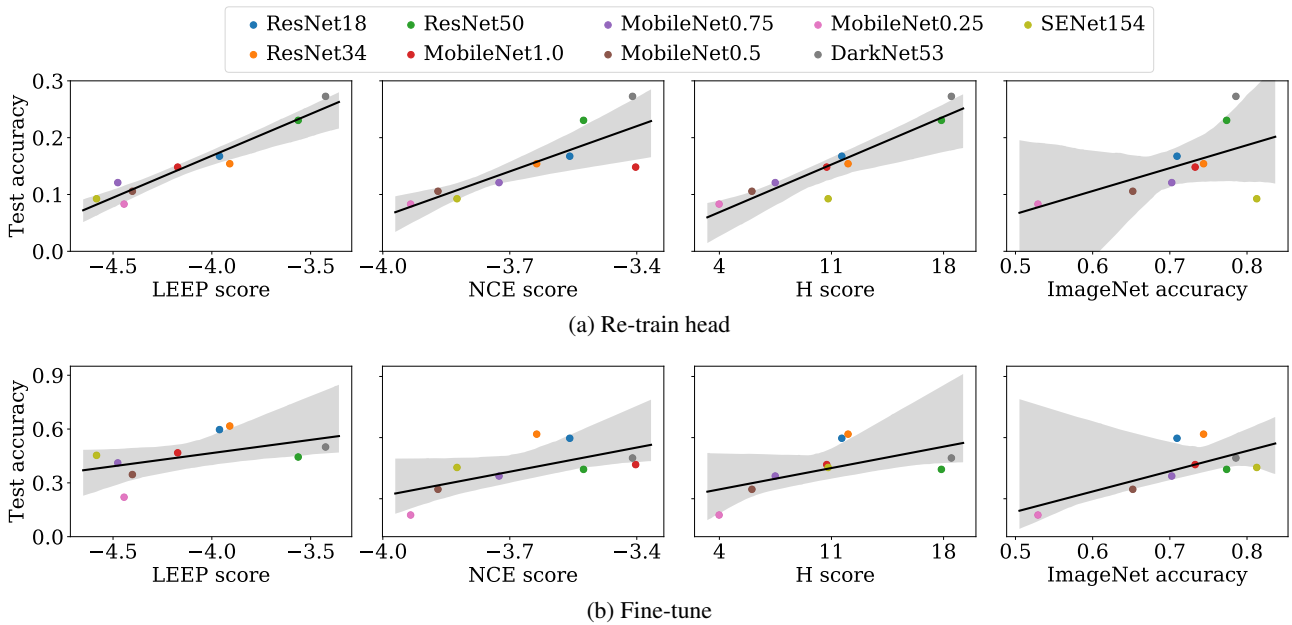 ResNet18 ResNet50 MobileNet0.75 MobileNet0.25 SENet154
ResNet34 MobileNet1.0 MobileNet0.5 DarkNet53
Test accuracy
0.3
0.2
0.1
0.0
−4.5 −4.0 −3.5
LEEP score
−4.0 −3.7 −3.4
NCE score
4 11 18
H score
0.5 0.6 0.7 0.8
ImageNet accuracy
(a) Re-train head
Test accuracy
0.9
0.6
0.3
0.0
−4.5 −4.0 −3.5
LEEP score
−4.0 −3.7 −3.4
NCE score
4 11 18
H score
0.5 0.6 0.7 0.8
ImageNet accuracy
(b) Fine-tune